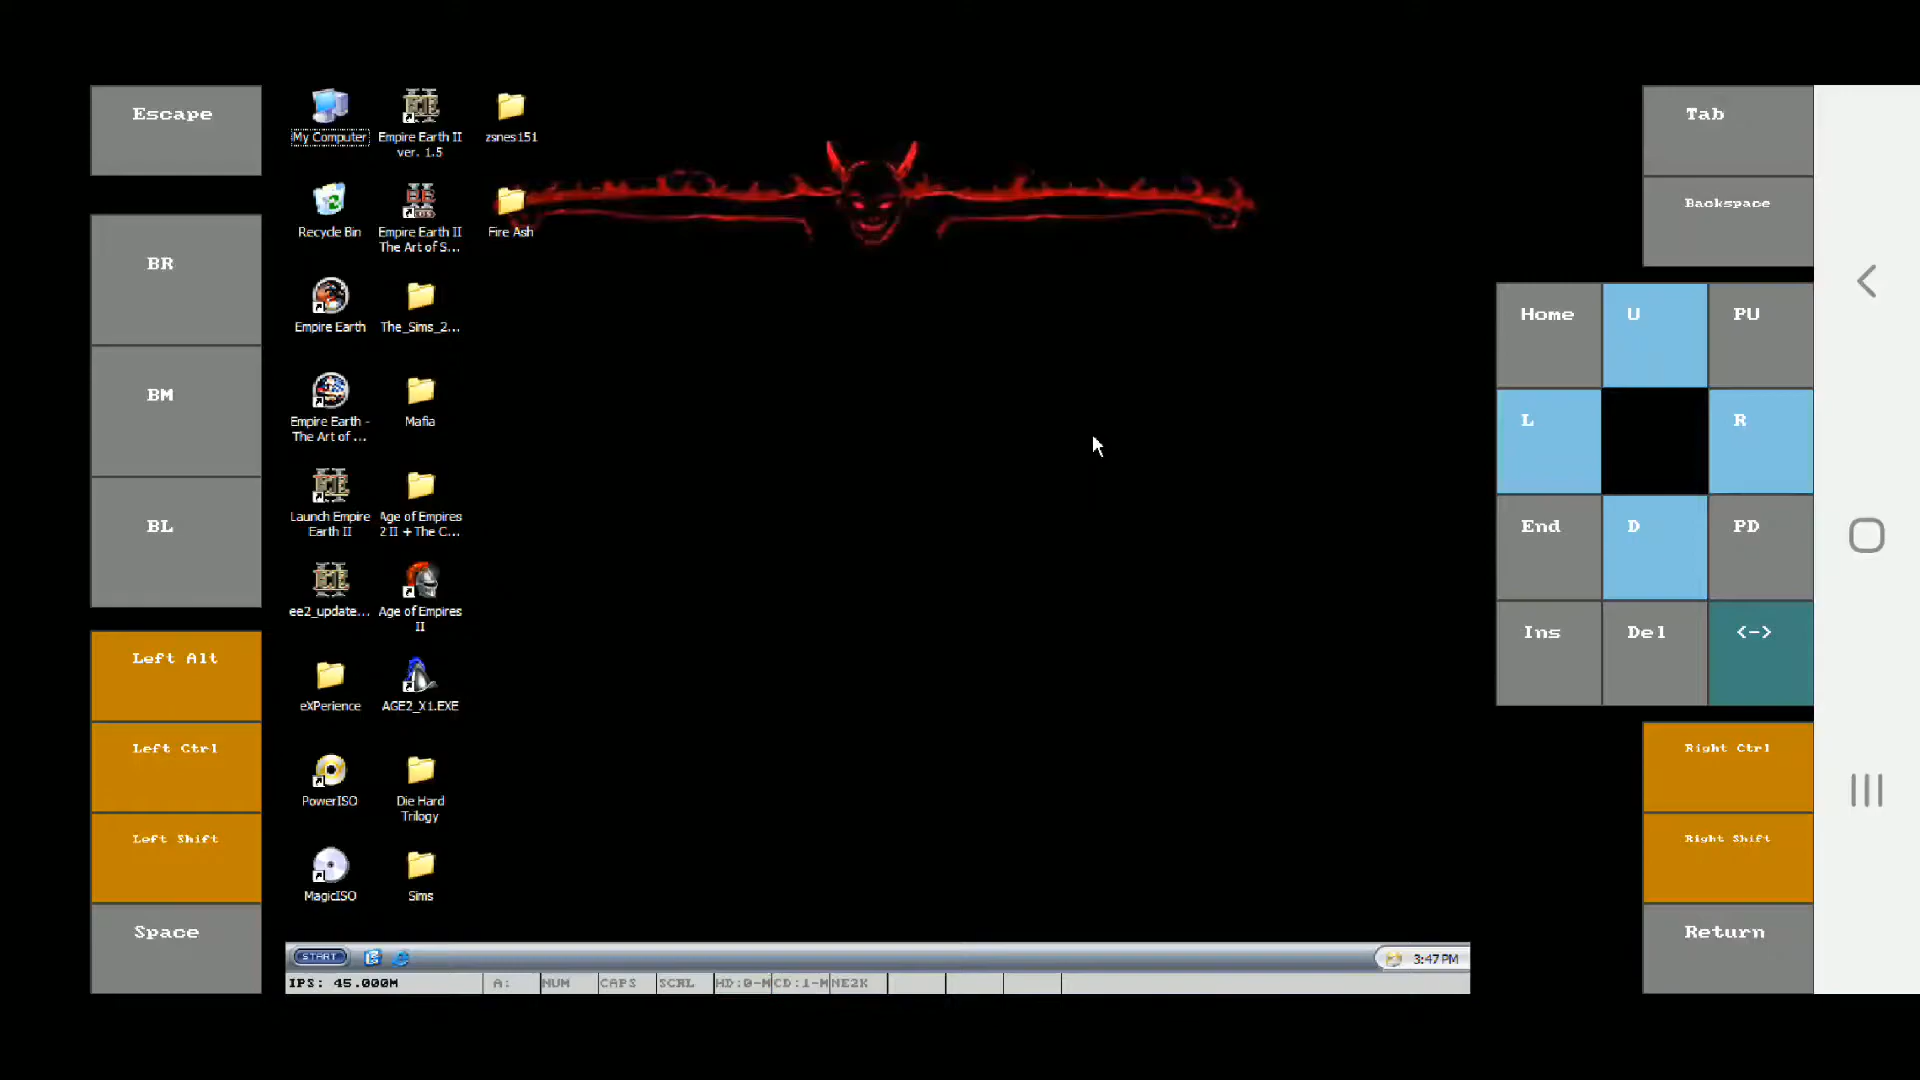 Escape
BR
BM
BL
Left Alt
Left Ctrl
Left Shift
Space
My Computer
Empire Earth II
ver. 1.5
zsnes151
Recycle Bin
Empire Earth II
The Art of S...
Fire Ash
Empire Earth
The_Sims_2...
Empire Earth -
The Art of ...
Mafia
Launch Empire
Earth II
Age of Empires
2 II + The C...
ee2_update...
Age of Empires
II
eXPerience
AGE2_X1.EXE
PowerISO
Die Hard
Trilogy
MagicISO
Sims
START
3:47 PM
IPS: 45.000M
A:
NUM
CAPS
SCRL
HD:0-M
CD:1-M
NE2K
Tab
Backspace
Home
U
PU
L
R
End
D
PD
Ins
Del
<->
Right Ctrl
Right Shift
Return